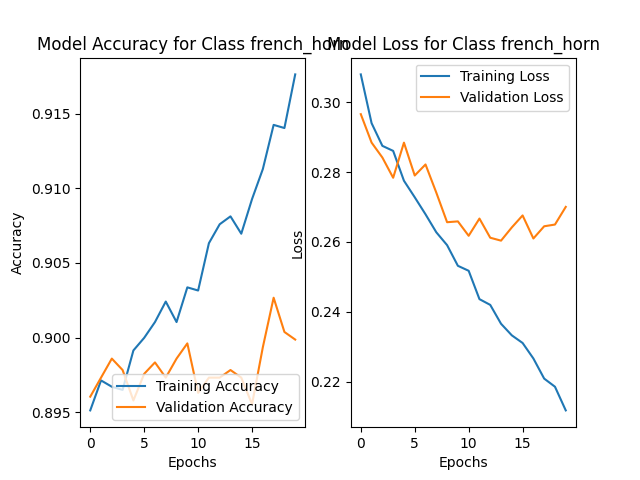 Model Accuracy for Class french_horn
Accuracy
0.915
0.910
0.905
0.900
0.895
Training Accuracy
Validation Accuracy
0 5 10 15
Epochs
Model Loss for Class french_horn
Loss
0.30
0.28
0.26
0.24
0.22
Training Loss
Validation Loss
0 5 10 15
Epochs